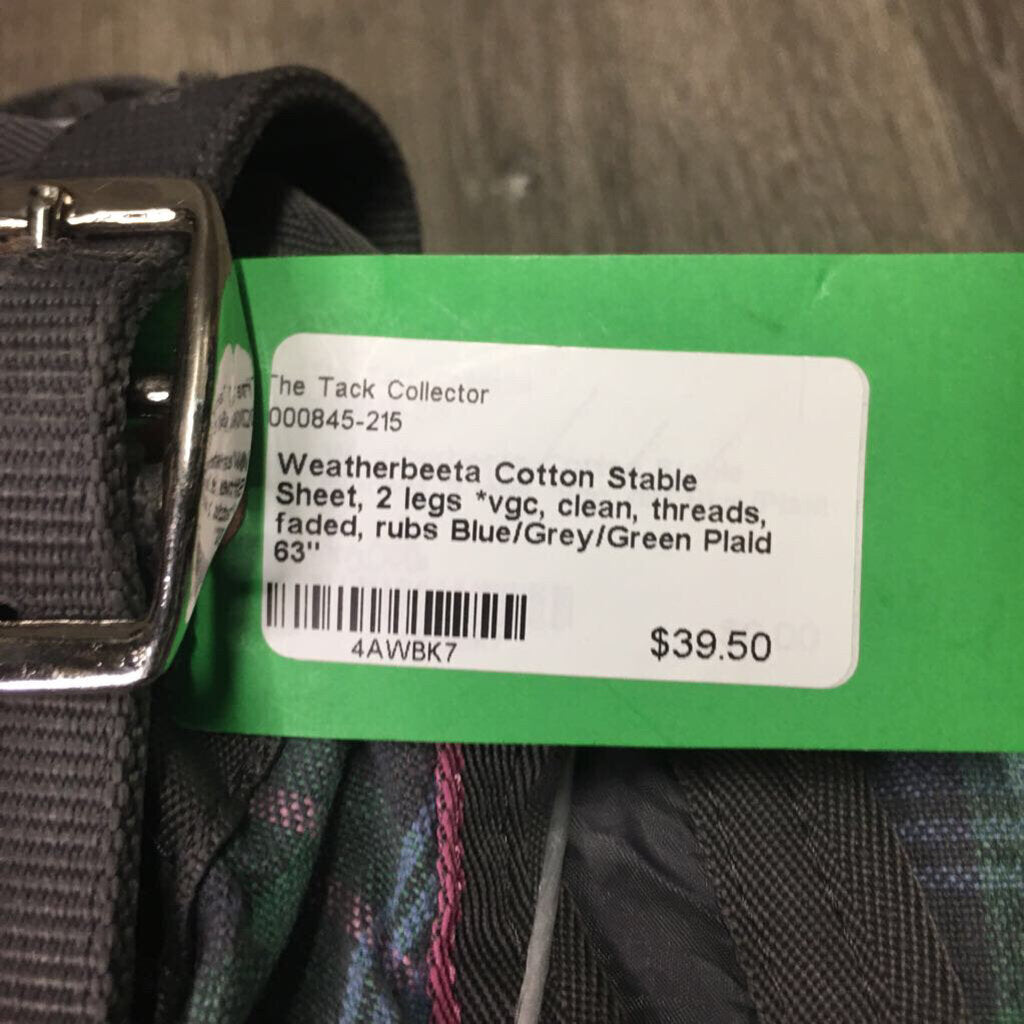 The Tack Collector
000845-215
Weatherbeeta Cotton Stable
Sheet, 2 legs *vgc, clean, threads,
faded, rubs Blue/Grey/Green Plaid
63"
4AWBK7
$39.50